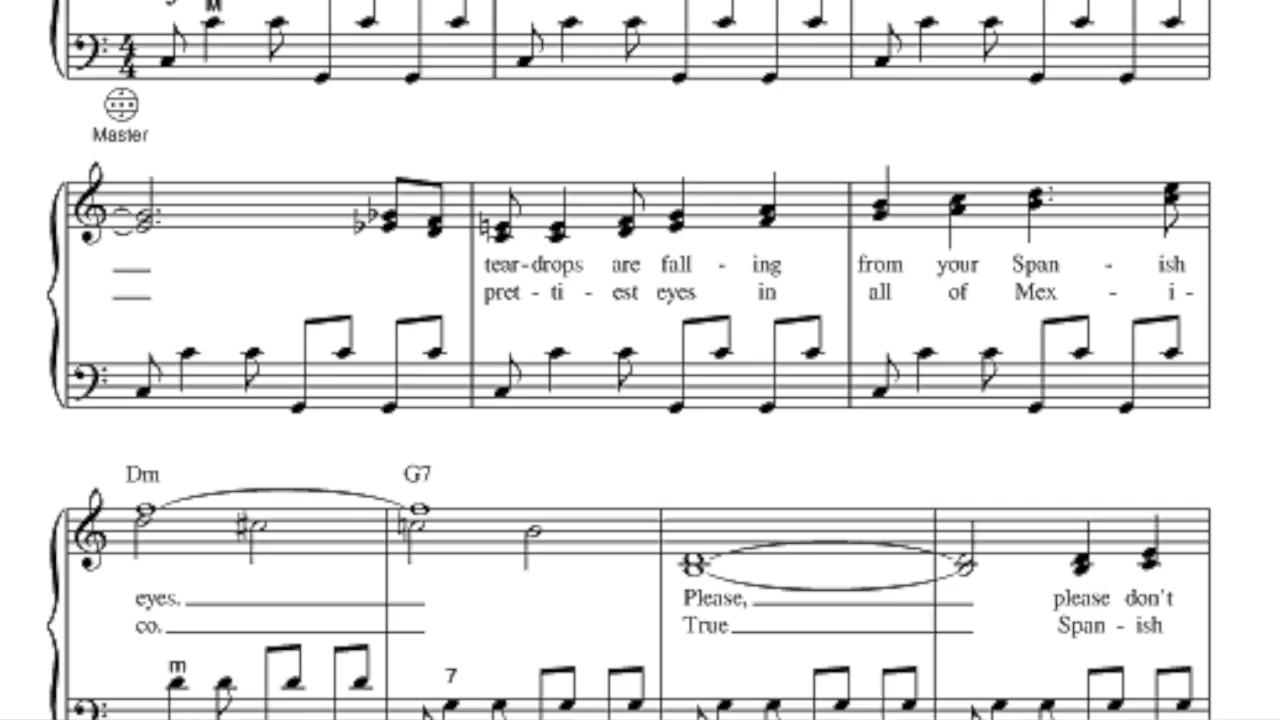 M
4
4
Master
tear-drops are fall - ing from your Span - ish
pret - ti - est eyes in all of Mex - i -
Dm G7
eyes. Please, please don't
co. True Span - ish
m 7